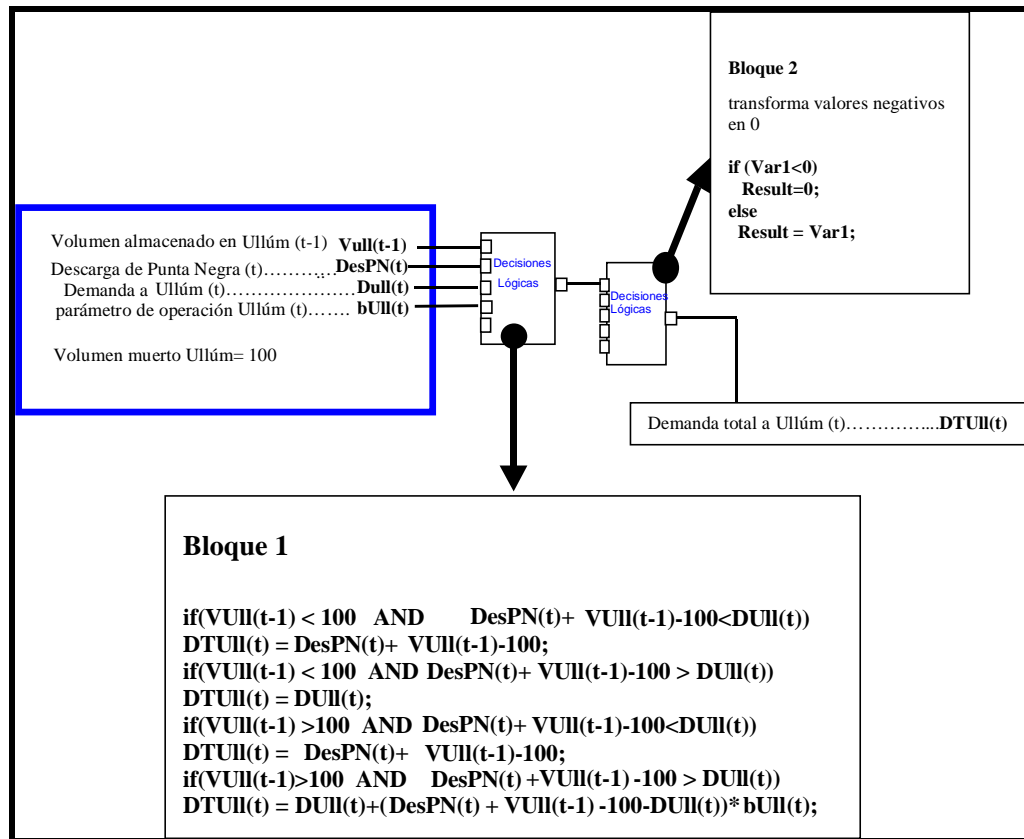 Bloque 2
transforma valores negativos
en 0
if (Var1<0)
Result=0;
else
Result = Var1;
Volumen almacenado en Ullúm (t-1) Vull(t-1)
Descarga de Punta Negra (t)………... DesPN(t)
Demanda a Ullúm (t)…………………Dull(t)
parámetro de operación Ullúm (t)……. bUll(t)
Volumen muerto Ullúm= 100
Decisiones
Lógicas
Decisiones
Lógicas
Demanda total a Ullúm (t)…………....DTUll(t)
Bloque 1
if(VUll(t-1) < 100 AND DesPN(t)+ VUll(t-1)-100<DUll(t))
DTUll(t) = DesPN(t)+ VUll(t-1)-100;
if(VUll(t-1) < 100 AND DesPN(t)+ VUll(t-1)-100 > DUll(t))
DTUll(t) = DUll(t);
if(VUll(t-1) >100 AND DesPN(t)+ VUll(t-1)-100<DUll(t))
DTUll(t) = DesPN(t)+ VUll(t-1)-100;
if(VUll(t-1)>100 AND DesPN(t) +VUll(t-1) -100 > DUll(t))
DTUll(t) = DUll(t)+(DesPN(t) + VUll(t-1) -100-DUll(t))* bUll(t);